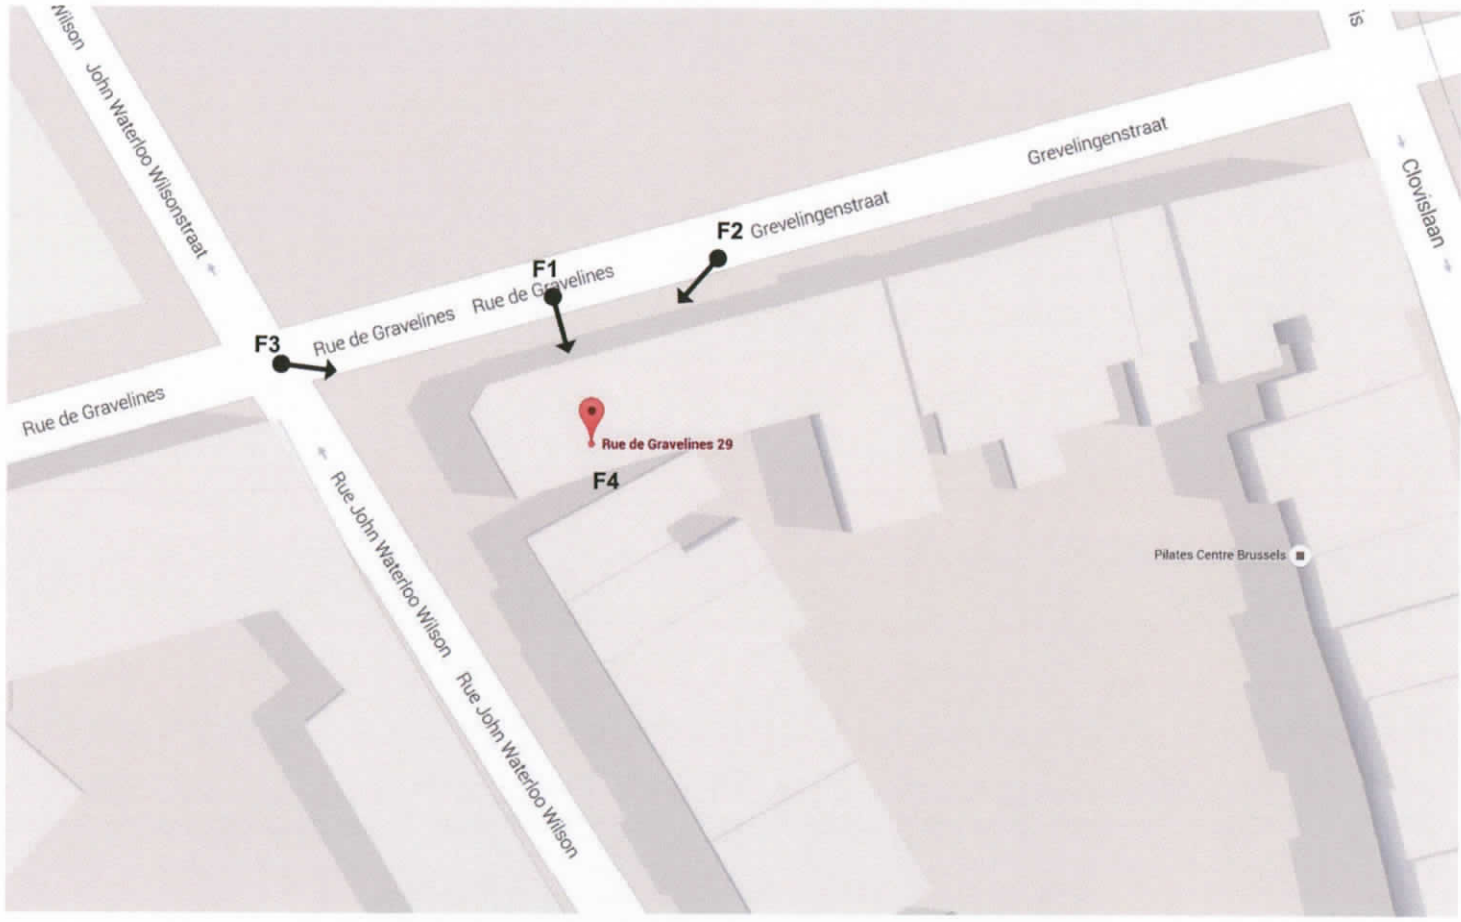 Wilson
John Waterloo Wilsonstraat
is
Grevelingenstraat
Clovislaan
F2
Grevelingenstraat
F1
Rue de Gravelines
Rue de Gravelines
F3
Rue de Gravelines
Rue de Gravelines 29
F4
Rue John Waterloo Wilson
Pilates Centre Brussels
Rue John Waterloo Wilson